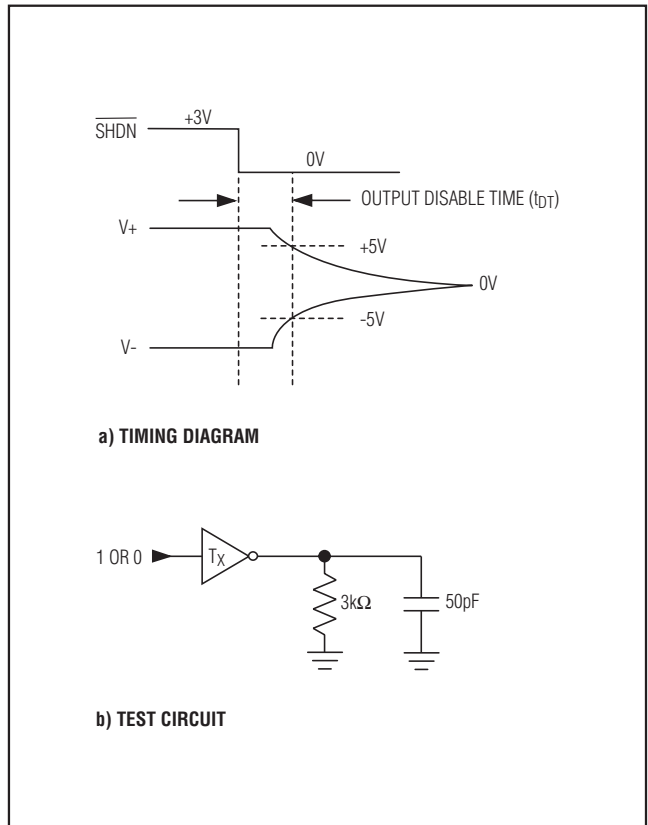 +3V
SHDN
0V
OUTPUT DISABLE TIME (tDT)
V+
+5V
0V
-5V
V-
a) TIMING DIAGRAM
1 OR 0
TX
3kΩ
50pF
b) TEST CIRCUIT